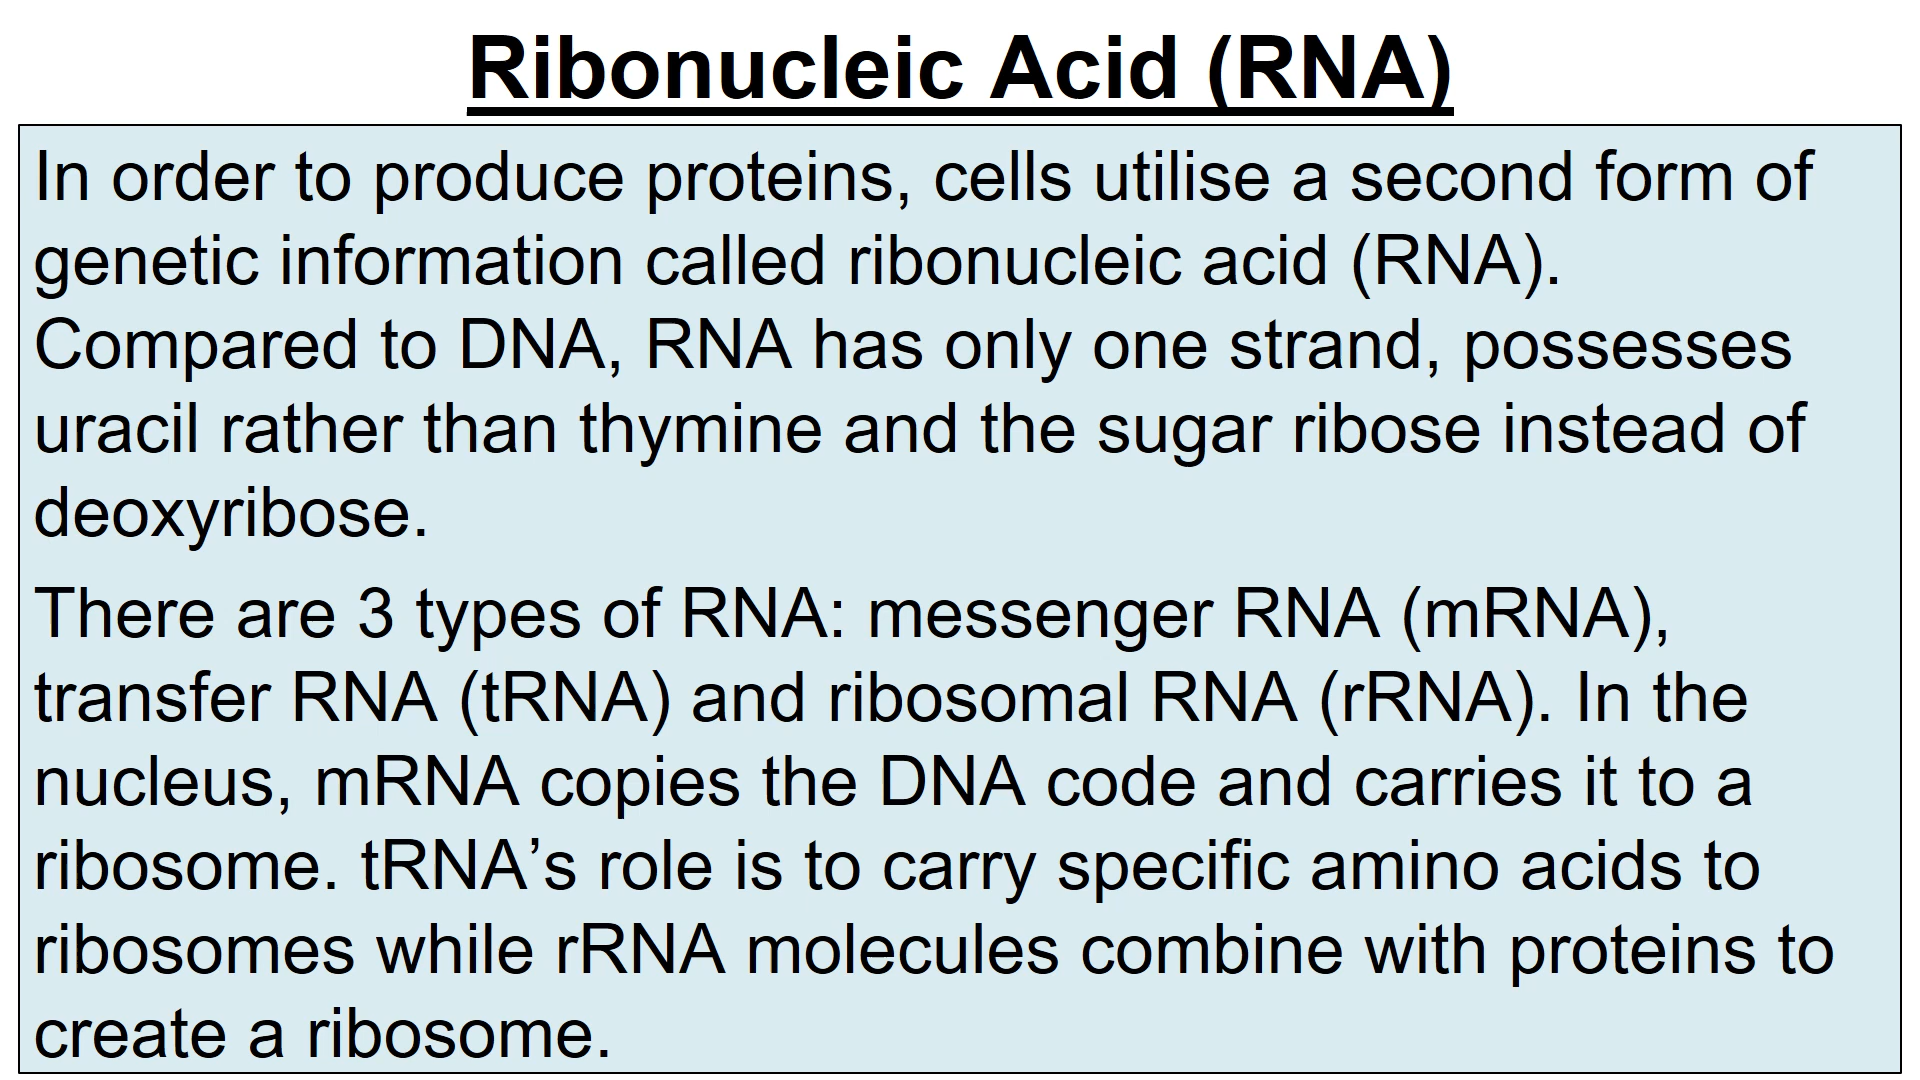 Ribonucleic Acid (RNA)
In order to produce proteins, cells utilise a second form of
genetic information called ribonucleic acid (RNA).
Compared to DNA, RNA has only one strand, possesses
uracil rather than thymine and the sugar ribose instead of
deoxyribose.
There are 3 types of RNA: messenger RNA (mRNA),
transfer RNA (tRNA) and ribosomal RNA (rRNA). In the
nucleus, mRNA copies the DNA code and carries it to a
ribosome. tRNA’s role is to carry specific amino acids to
ribosomes while rRNA molecules combine with proteins to
create a ribosome.